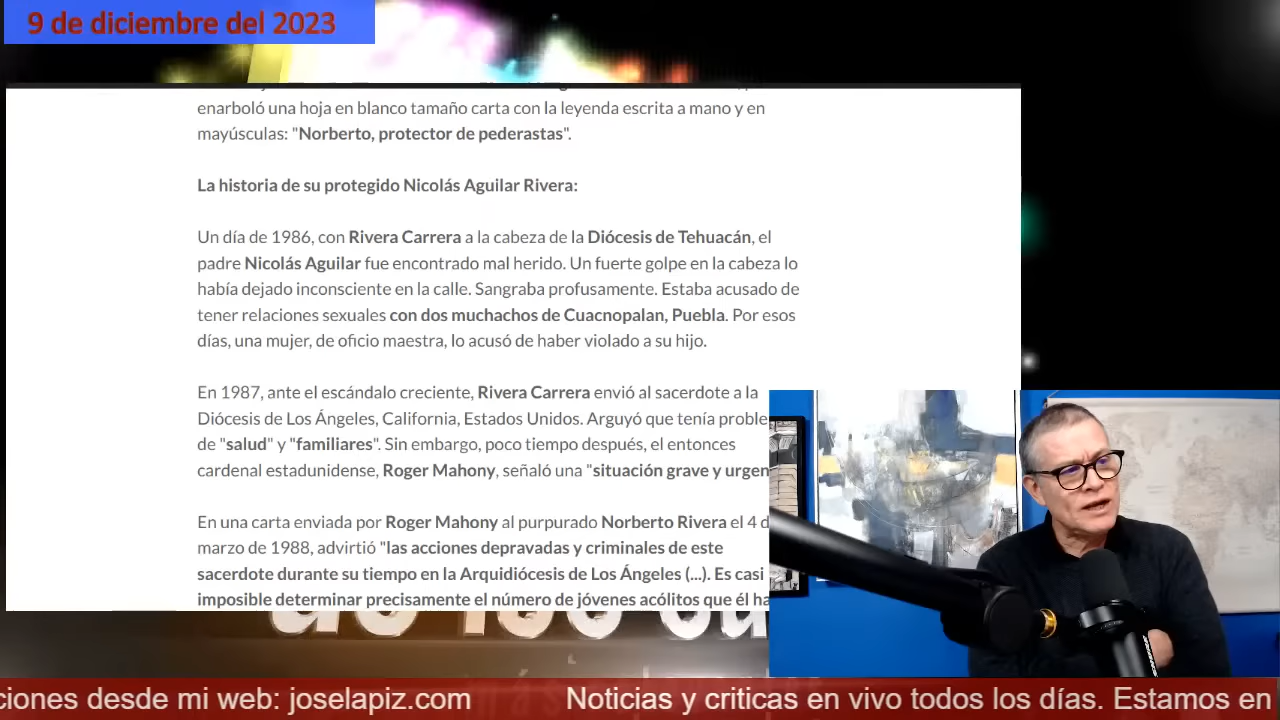 9 de diciembre del 2023
enarboló una hoja en blanco tamaño carta con la leyenda escrita a mano y en
mayúsculas: "Norberto, protector de pederastas".
La historia de su protegido Nicolás Aguilar Rivera:
Un día de 1986, con Rivera Carrera a la cabeza de la Diócesis de Tehuacán, el
padre Nicolás Aguilar fue encontrado mal herido. Un fuerte golpe en la cabeza lo
había dejado inconsciente en la calle. Sangraba profusamente. Estaba acusado de
tener relaciones sexuales con dos muchachos de Cuacnopalan, Puebla. Por esos
días, una mujer, de oficio maestra, lo acusó de haber violado a su hijo.
En 1987, ante el escándalo creciente, Rivera Carrera envió al sacerdote a la
Diócesis de Los Ángeles, California, Estados Unidos. Arguyó que tenía proble
de "salud" y "familiares". Sin embargo, poco tiempo después, el entonces
cardenal estadunidense, Roger Mahony, señaló una "situación grave y urgen
En una carta enviada por Roger Mahony al purpurado Norberto Rivera el 4 d
marzo de 1988, advirtió "las acciones depravadas y criminales de este
sacerdote durante su tiempo en la Arquidiócesis de Los Ángeles (...). Es casi
imposible determinar precisamente el número de jóvenes acólitos que él ha
ciones desde mi web: joselapiz.com Noticias y criticas en vivo todos los días. Estamos en